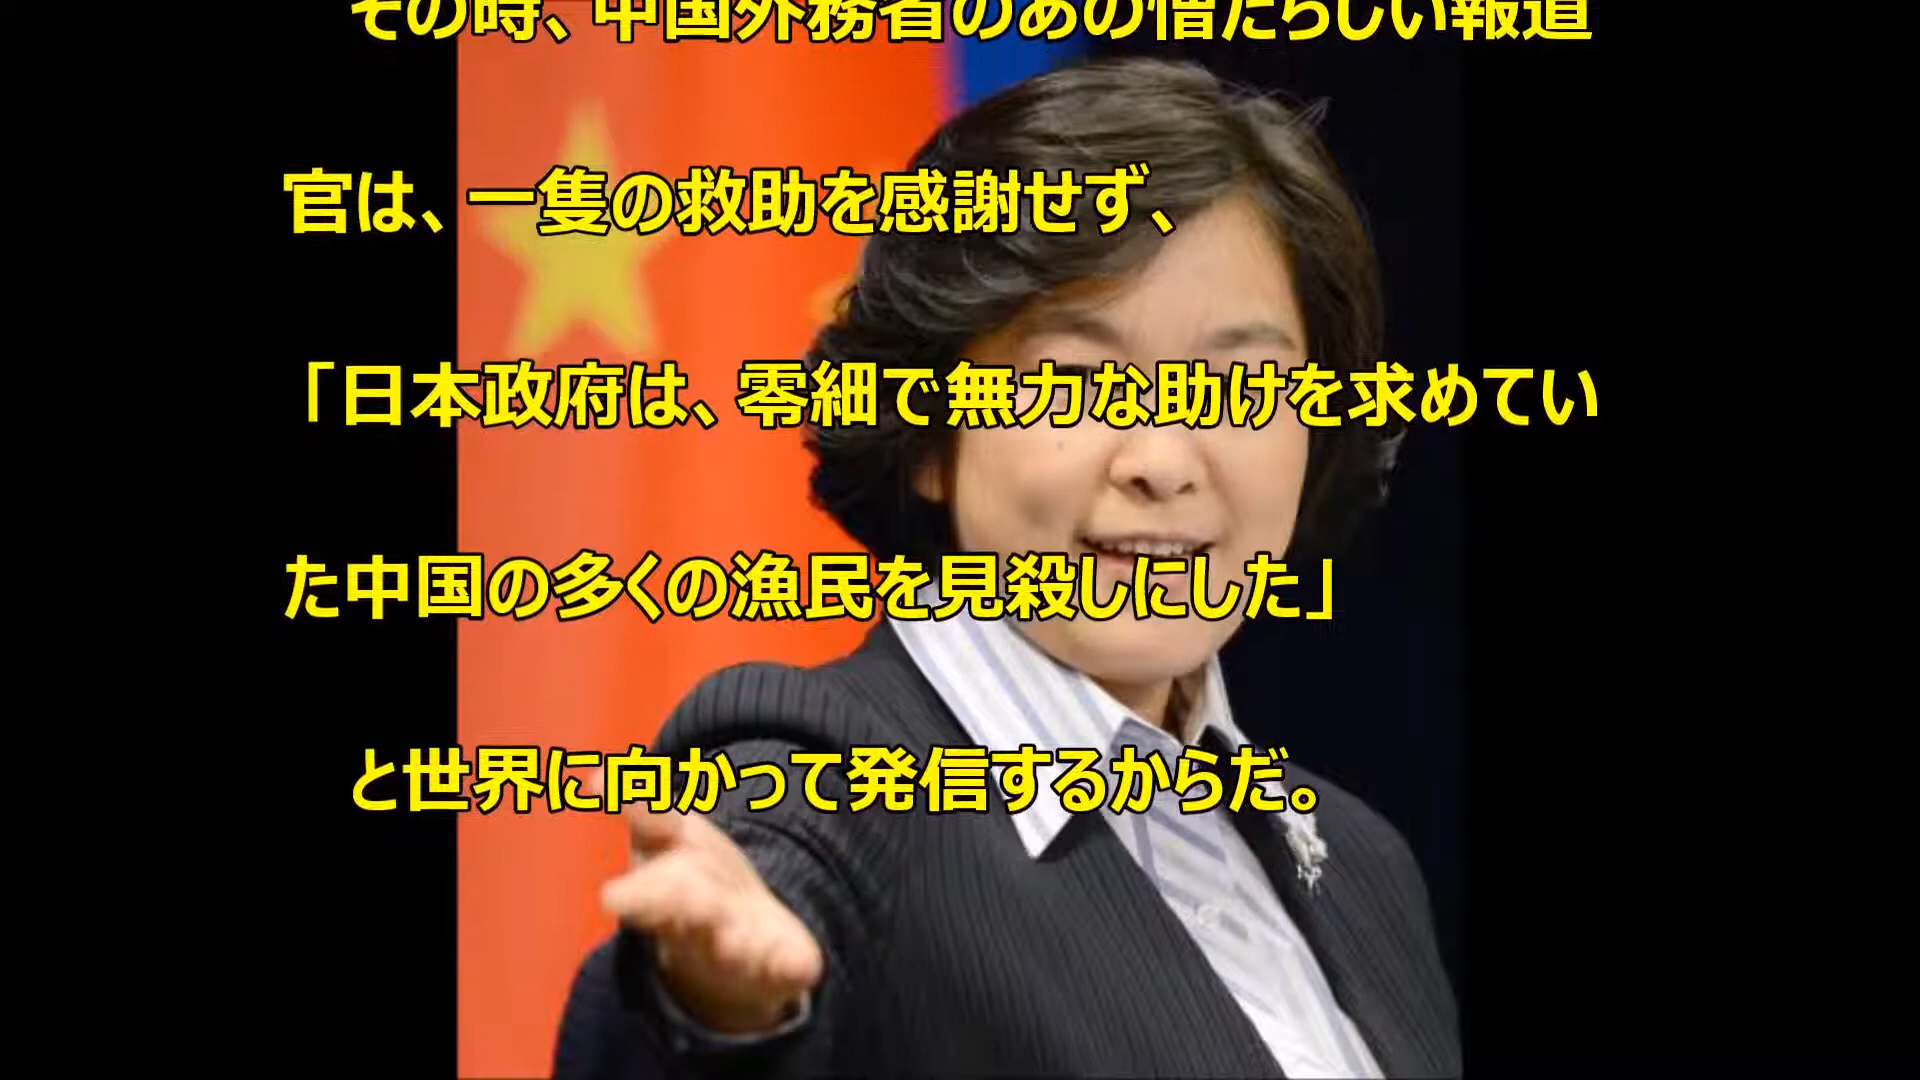 その時、中国外務省のあの憎たらしい報道
官は、一隻の救助を感謝せず、
「日本政府は、零細で無力な助けを求めてい
た中国の多くの漁民を見殺しにした」
と世界に向かって発信するからだ。